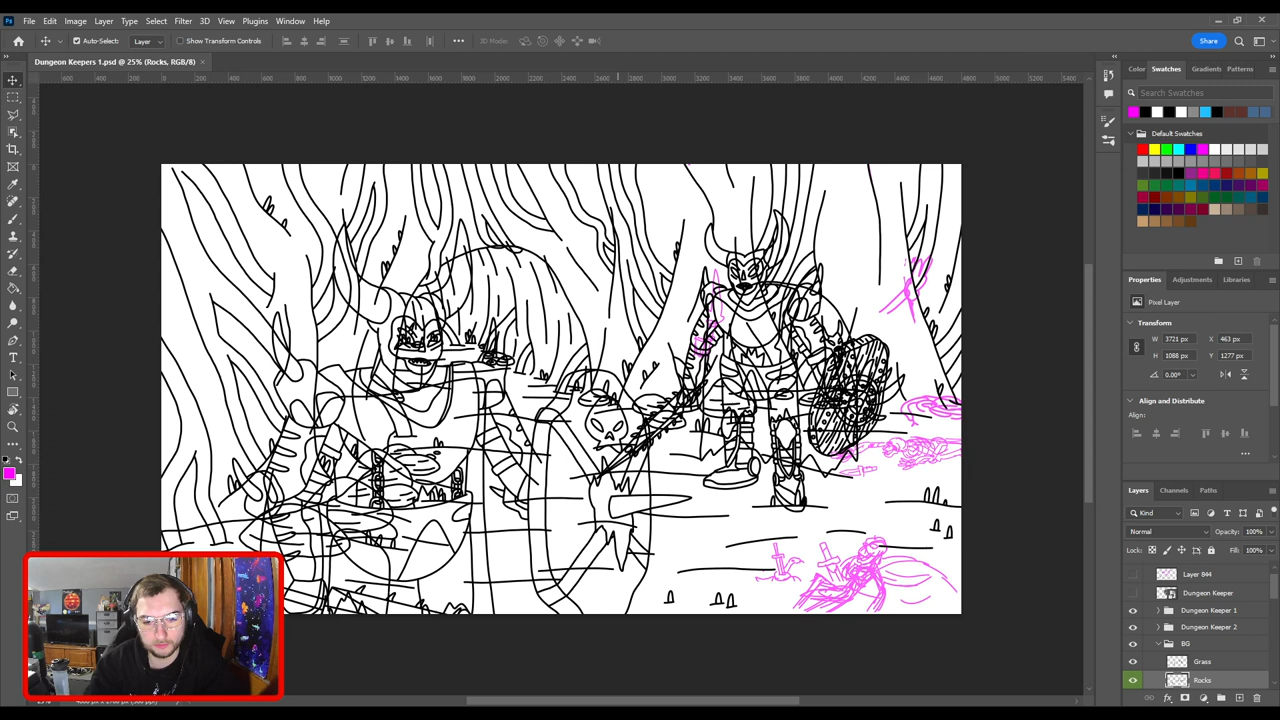 File Edit Image Layer Type Select Filter 3D View Plugins Window Help
Auto-Select: Layer Show Transform Controls 3D Mode: Share
Dungeon Keepers 1.psd @ 25% (Rocks, RGB/8)
Color Swatches Gradients Patterns
Search Swatches
Default Swatches
Properties Adjustments Libraries
Pixel Layer
Transform
W 3721 px X 463 px
H 1088 px Y 1277 px
0.00°
Align and Distribute
Align:
Layers Channels Paths
Kind
Normal Opacity: 100%
Lock: Fill: 100%
Layer 844
Dungeon Keeper
Dungeon Keeper 1
Dungeon Keeper 2
BG
Grass
Rocks